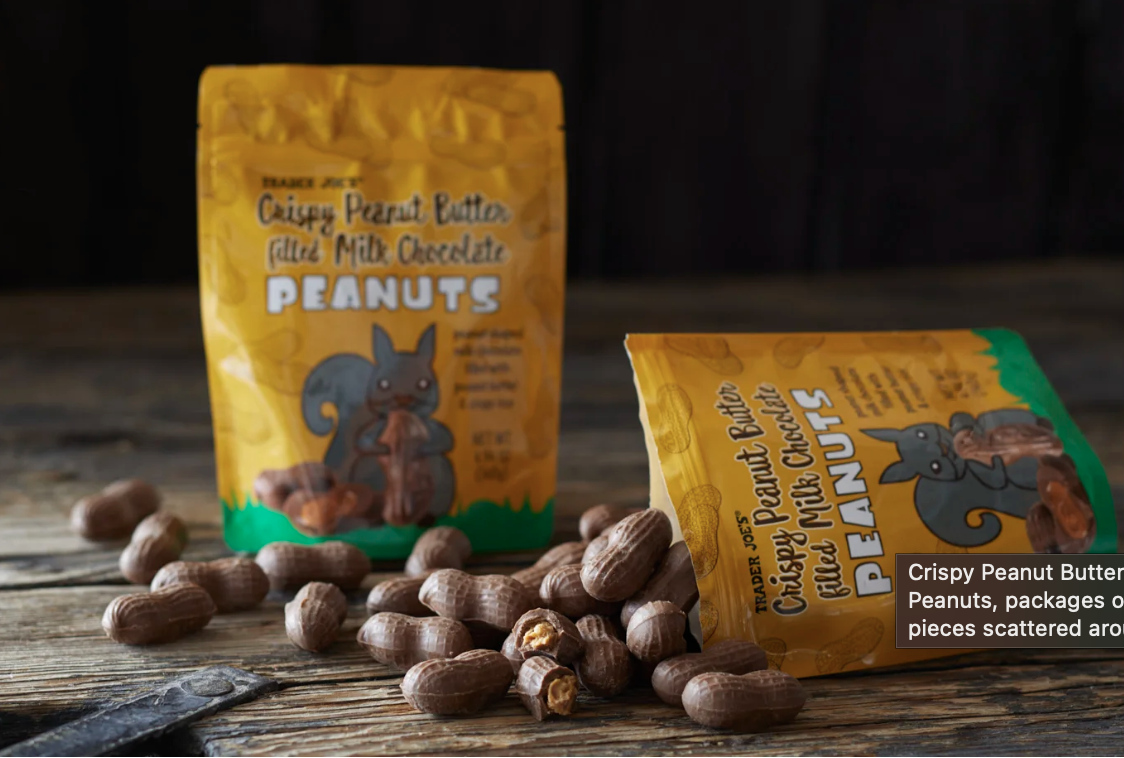 TRADER JOE'S
Crispy Peanut Butter
filled Milk Chocolate
PEANUTS
TRADER JOE'S
Crispy Peanut Butter
filled Milk Chocolate
PEANUTS
Crispy Peanut Butter
Peanuts, packages
pieces scattered